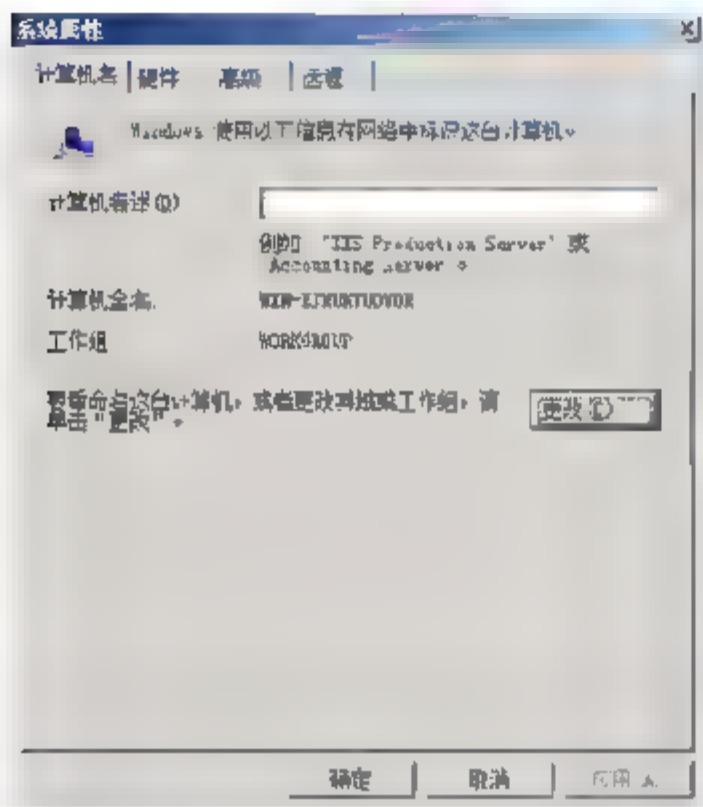 系统属性
计算机名 硬件 高级 远程
Windows 使用以下信息在网络中标识这台计算机。
计算机描述(D)
例如: "IIS Production Server" 或
"Accounting Server"。
计算机全名:
工作组
WORKGROUP
要重命名这台计算机，或者更改其域或工作组，请
单击"更改"。
更改(C)
确定 取消 应用(A)